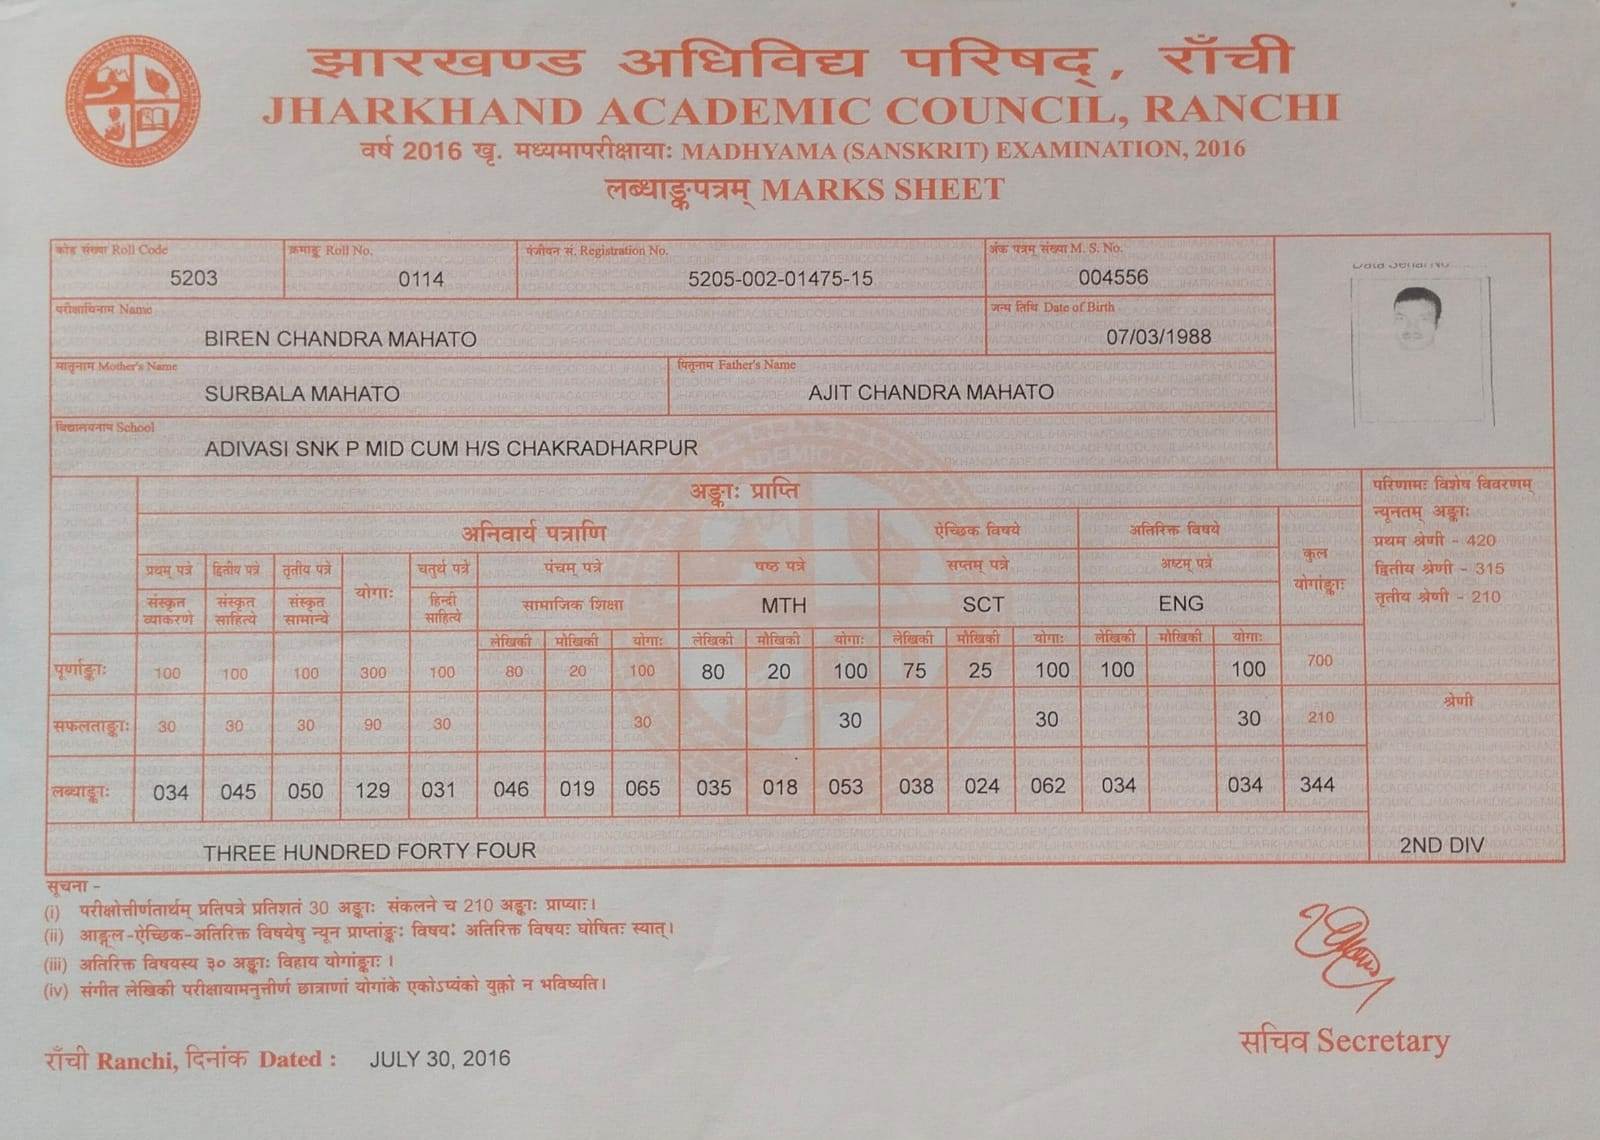 झारखण्ड अधिविद्य परिषद्, राँची
JHARKHAND ACADEMIC COUNCIL, RANCHI
वर्ष 2016 खृ. मध्यमापरीक्षायाः MADHYAMA (SANSKRIT) EXAMINATION, 2016
लब्धाङ्कपत्रम् MARKS SHEET
कोड संख्या Roll Code क्रमाङ्क Roll No. पंजीयन सं. Registration No. अंक पत्रम् संख्या M. S. No.
5203 0114 5205-002-01475-15 004556
परीक्षार्थिनाम Name जन्म तिथि Date of Birth
BIREN CHANDRA MAHATO 07/03/1988
मातृनाम Mother's Name पितृनाम Father's Name
SURBALA MAHATO AJIT CHANDRA MAHATO
विद्यालयनाम School
ADIVASI SNK P MID CUM H/S CHAKRADHARPUR
अङ्काः प्राप्ति
अनिवार्य पत्राणि ऐच्छिक विषये अतिरिक्त विषये कुल योगांङ्काः
प्रथम् पत्रे द्वितीय पत्रे तृतीय पत्रे योगाः चतुर्थ पत्रे पंचम् पत्रे षष्ठ पत्रे सप्तम् पत्रे अष्टम् पत्रे
संस्कृत व्याकरणे संस्कृत साहित्ये संस्कृत सामान्ये हिन्दी साहित्ये सामाजिक शिक्षा MTH SCT ENG
लेखिकी मौखिकी योगाः लेखिकी मौखिकी योगाः लेखिकी मौखिकी योगाः लेखिकी मौखिकी योगाः
पूर्णाङ्काः 100 100 100 300 100 80 20 100 80 20 100 75 25 100 100 100 700
सफलताङ्काः 30 30 30 90 30 30 30 30 30 210
लब्धाङ्काः 034 045 050 129 031 046 019 065 035 018 053 038 024 062 034 034 344
THREE HUNDRED FORTY FOUR
परिणामः विशेष विवरणम्
न्यूनतम् अङ्काः
प्रथम श्रेणी - 420
द्वितीय श्रेणी - 315
तृतीय श्रेणी - 210
श्रेणी
2ND DIV
सूचना -
(i) परीक्षोत्तीर्णतार्थम् प्रतिपत्रे प्रतिशतं 30 अङ्काः संकलने च 210 अङ्काः प्राप्याः।
(ii) आङ्गल-ऐच्छिक-अतिरिक्त विषयेषु न्यून प्राप्तांङ्कः विषयः अतिरिक्त विषयः घोषितः स्यात्।
(iii) अतिरिक्त विषयस्य ३० अङ्काः विहाय योगांङ्काः।
(iv) संगीत लेखिकी परीक्षायामनुत्तीर्ण छात्राणां योगांके एकोऽप्यंको युक्तो न भविष्यति।
सचिव Secretary
राँची Ranchi, दिनांक Dated : JULY 30, 2016